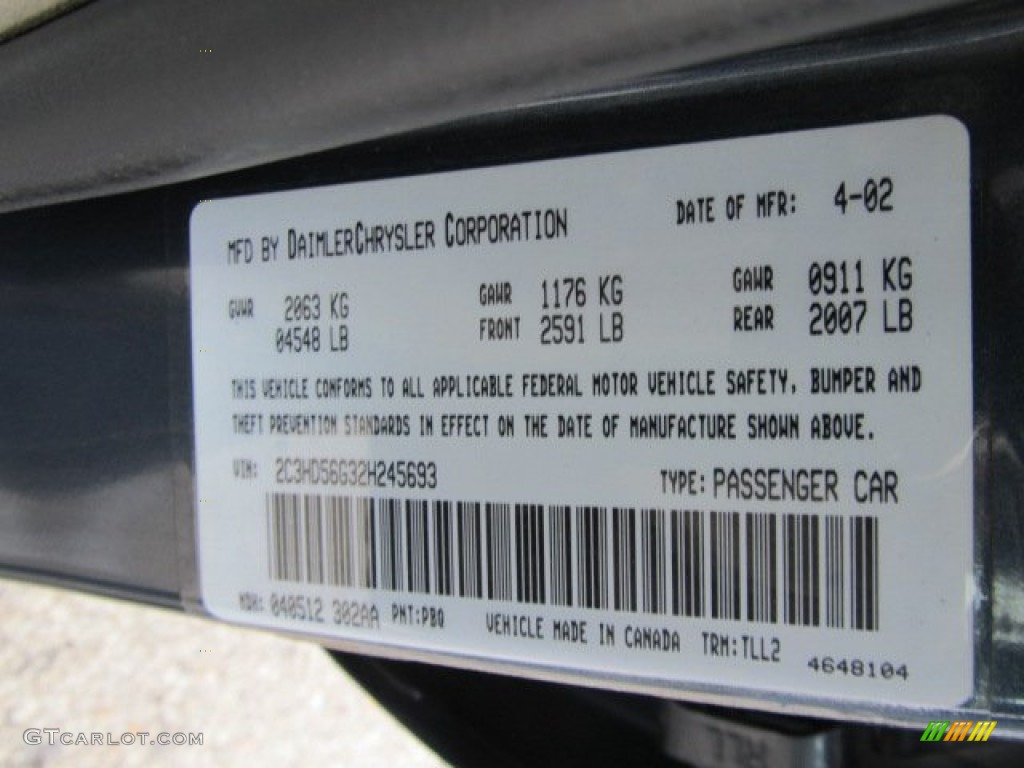 MFD BY DAIMLERCHRYSLER CORPORATION DATE OF MFR: 4-02
GVWR 2063 KG GAWR 1176 KG GAWR 0911 KG
04548 LB FRONT 2591 LB REAR 2007 LB
THIS VEHICLE CONFORMS TO ALL APPLICABLE FEDERAL MOTOR VEHICLE SAFETY, BUMPER AND
THEFT PREVENTION STANDARDS IN EFFECT ON THE DATE OF MANUFACTURE SHOWN ABOVE.
VIN: 2C3HD56G32H245693 TYPE: PASSENGER CAR
MDH: 040512 302AA PNT:PBQ VEHICLE MADE IN CANADA TRM:TLL2
4648104
GTCARLOT.COM